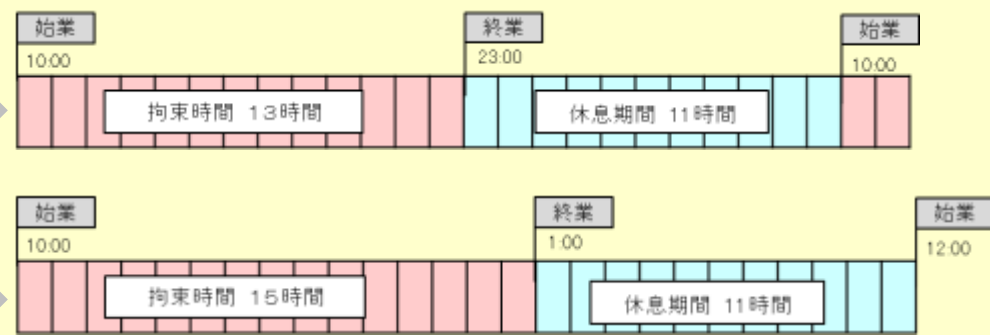 始業 終業 始業
10:00 23:00 10:00
拘束時間 13時間 休息期間 11時間
始業 終業 始業
10:00 1:00 12:00
拘束時間 15時間 休息期間 11時間